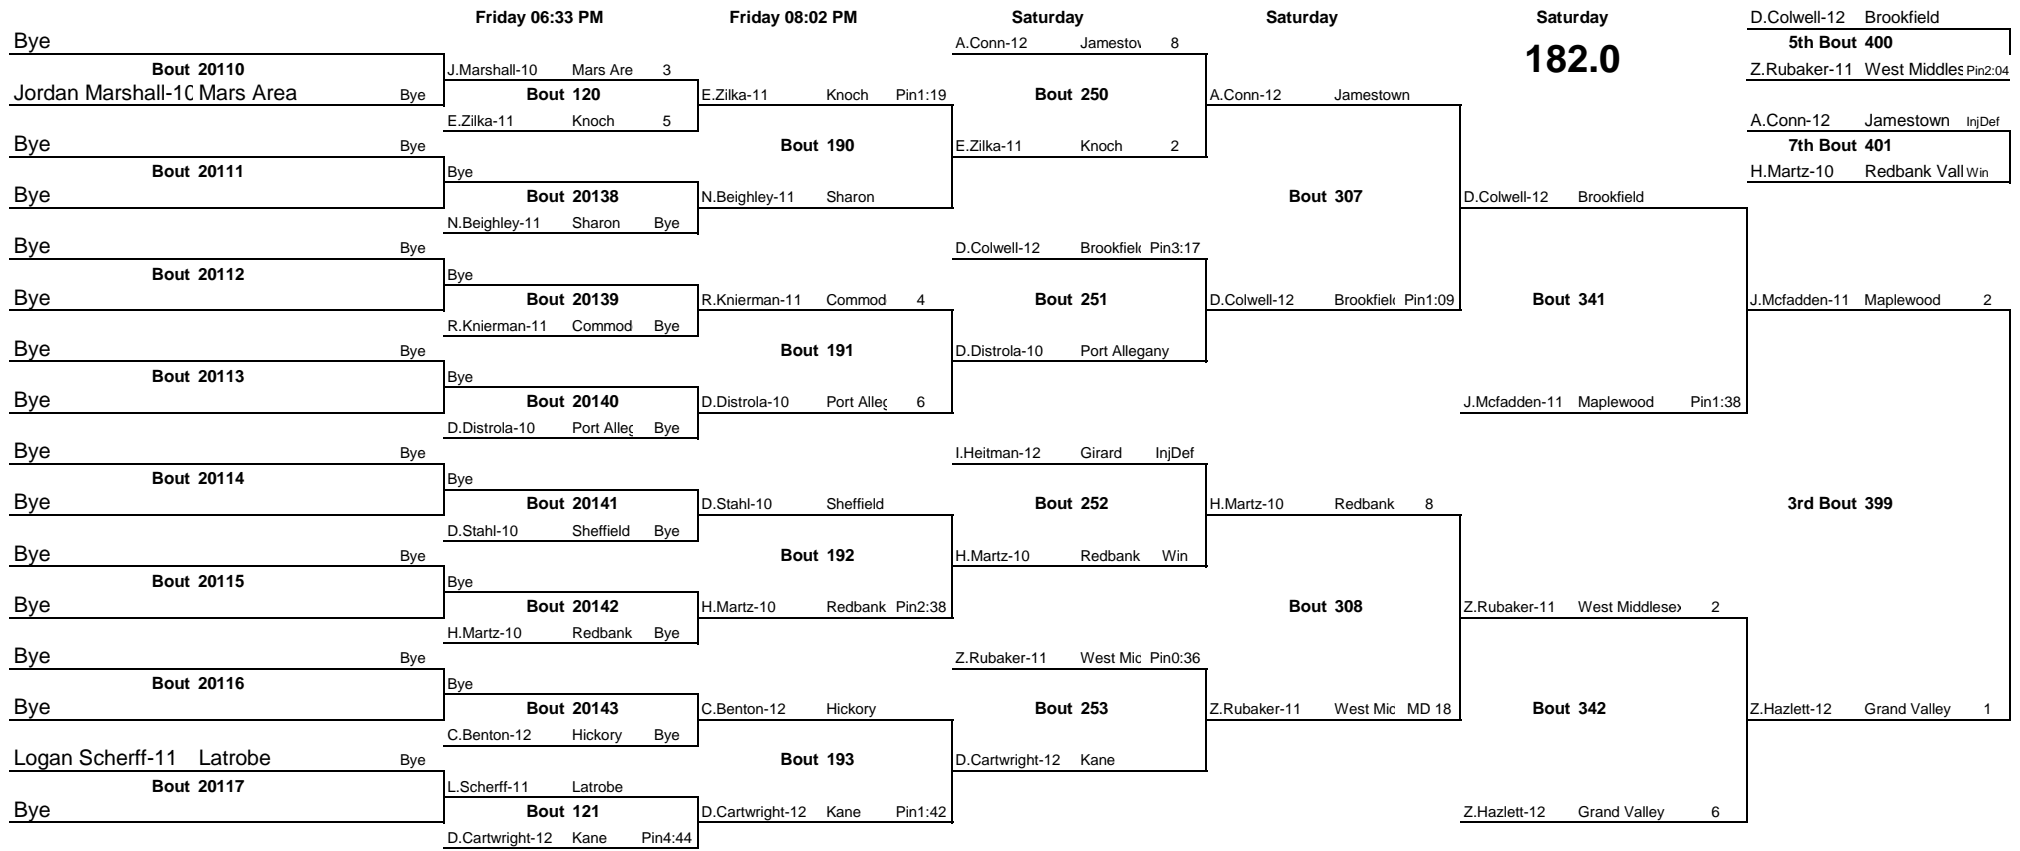 Friday 06:33 PM Friday 08:02 PM Saturday Saturday Saturday
182.0
Bye
Bout 20110
Jordan Marshall-10 Mars Area Bye
Bye Bye
Bout 20111
Bye
Bye Bye
Bout 20112
Bye
Bye Bye
Bout 20113
Bye
Bye Bye
Bout 20114
Bye
Bye Bye
Bout 20115
Bye
Bye Bye
Bout 20116
Bye
Logan Scherff-11 Latrobe Bye
Bout 20117
Bye
J.Marshall-10 Mars Are 3
Bout 120
E.Zilka-11 Knoch 5
Bye
Bout 20138
N.Beighley-11 Sharon Bye
Bye
Bout 20139
R.Knierman-11 Commod Bye
Bye
Bout 20140
D.Distrola-10 Port Alleg Bye
Bye
Bout 20141
D.Stahl-10 Sheffield Bye
Bye
Bout 20142
H.Martz-10 Redbank Bye
Bye
Bout 20143
C.Benton-12 Hickory Bye
L.Scherff-11 Latrobe
Bout 121
D.Cartwright-12 Kane Pin4:44
E.Zilka-11 Knoch Pin1:19
Bout 190
N.Beighley-11 Sharon
R.Knierman-11 Commod 4
Bout 191
D.Distrola-10 Port Alleg 6
D.Stahl-10 Sheffield
Bout 192
H.Martz-10 Redbank Pin2:38
C.Benton-12 Hickory
Bout 193
D.Cartwright-12 Kane Pin1:42
A.Conn-12 Jamestov 8
Bout 250
E.Zilka-11 Knoch 2
D.Colwell-12 Brookfield Pin3:17
Bout 251
D.Distrola-10 Port Allegany
I.Heitman-12 Girard InjDef
Bout 252
H.Martz-10 Redbank Win
Z.Rubaker-11 West Mid Pin0:36
Bout 253
D.Cartwright-12 Kane
A.Conn-12 Jamestown
Bout 307
D.Colwell-12 Brookfield Pin1:09
H.Martz-10 Redbank 8
Bout 308
Z.Rubaker-11 West Mid MD 18
D.Colwell-12 Brookfield
Bout 341
J.Mcfadden-11 Maplewood Pin1:38
Z.Rubaker-11 West Middlesex 2
Bout 342
Z.Hazlett-12 Grand Valley 6
D.Colwell-12 Brookfield
5th Bout 400
Z.Rubaker-11 West Middles Pin2:04
A.Conn-12 Jamestown InjDef
7th Bout 401
H.Martz-10 Redbank Vall Win
J.Mcfadden-11 Maplewood 2
3rd Bout 399
Z.Hazlett-12 Grand Valley 1